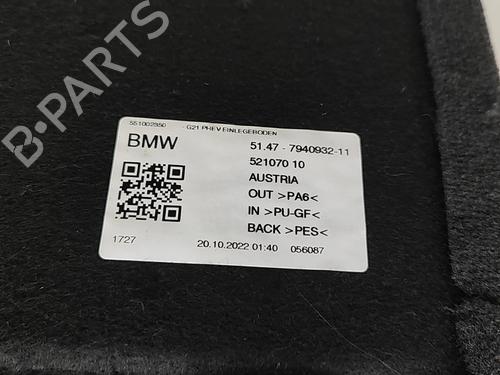 551002950 - G21 PHEV EINLEGEBODEN
BMW
51.47 - 7940932-11
521070 10
AUSTRIA
OUT >PA6<
IN >PU-GF<
BACK >PES<
1727
20.10.2022 01:40 056087
B-PARTS